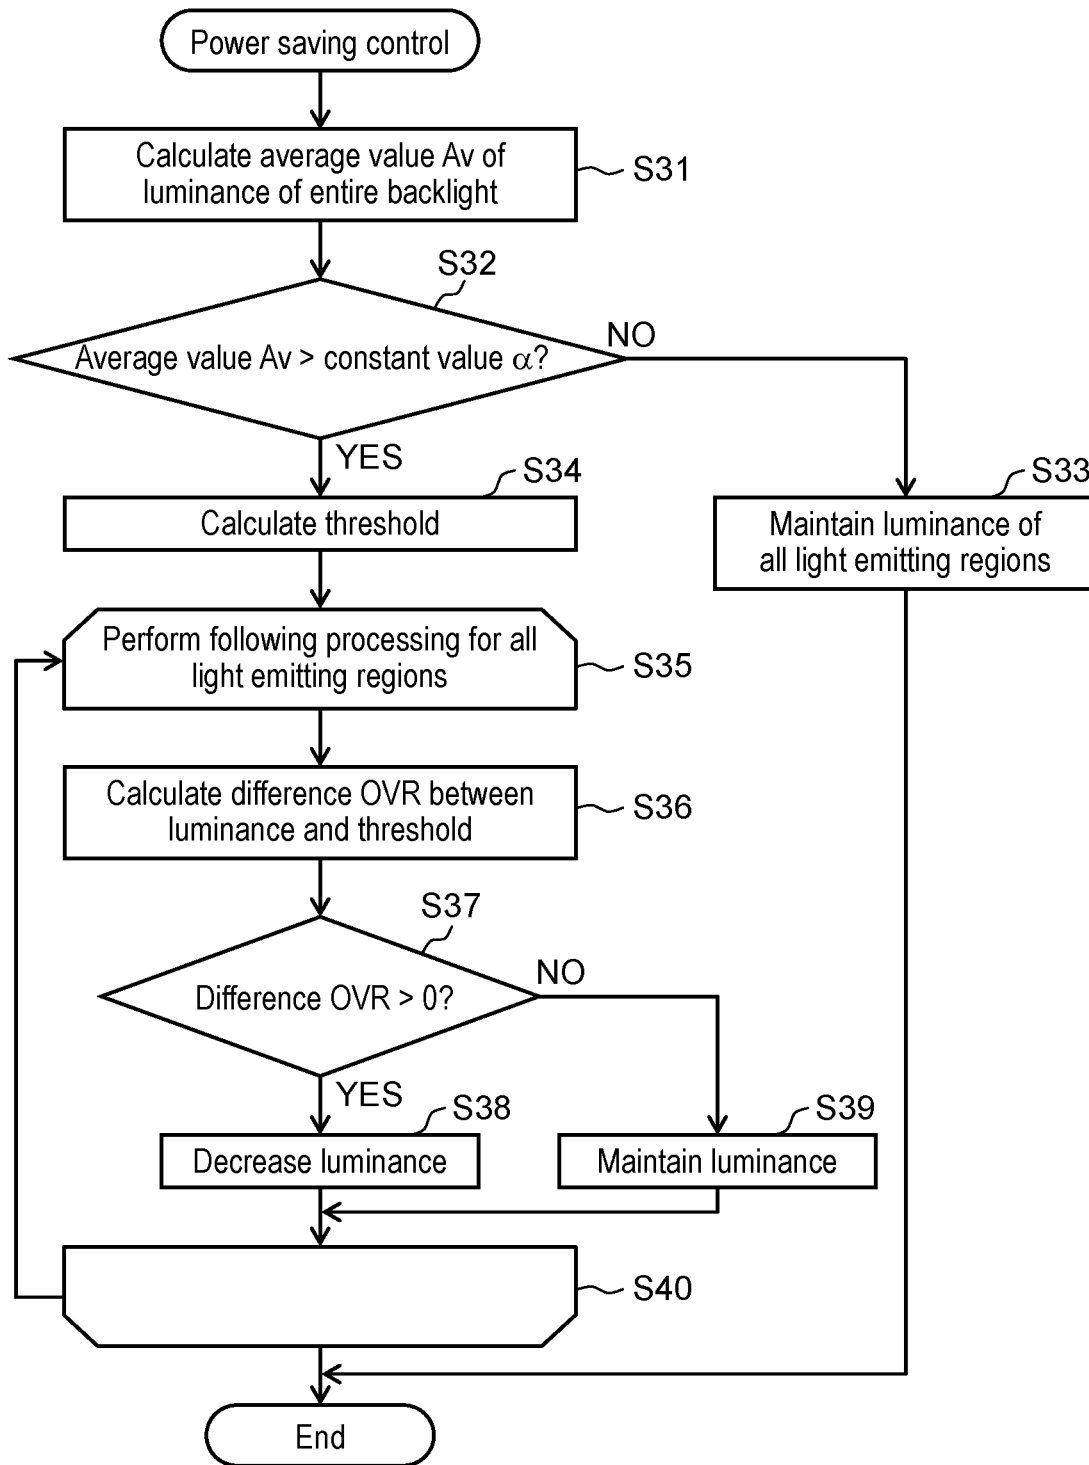 Power saving control
Calculate average value Av of
luminance of entire backlight
S31
S32
Average value Av > constant value α?
NO
YES
S34
Calculate threshold
S33
Maintain luminance of
all light emitting regions
Perform following processing for all
light emitting regions
S35
Calculate difference OVR between
luminance and threshold
S36
S37
Difference OVR > 0?
NO
YES
S38
Decrease luminance
S39
Maintain luminance
S40
End